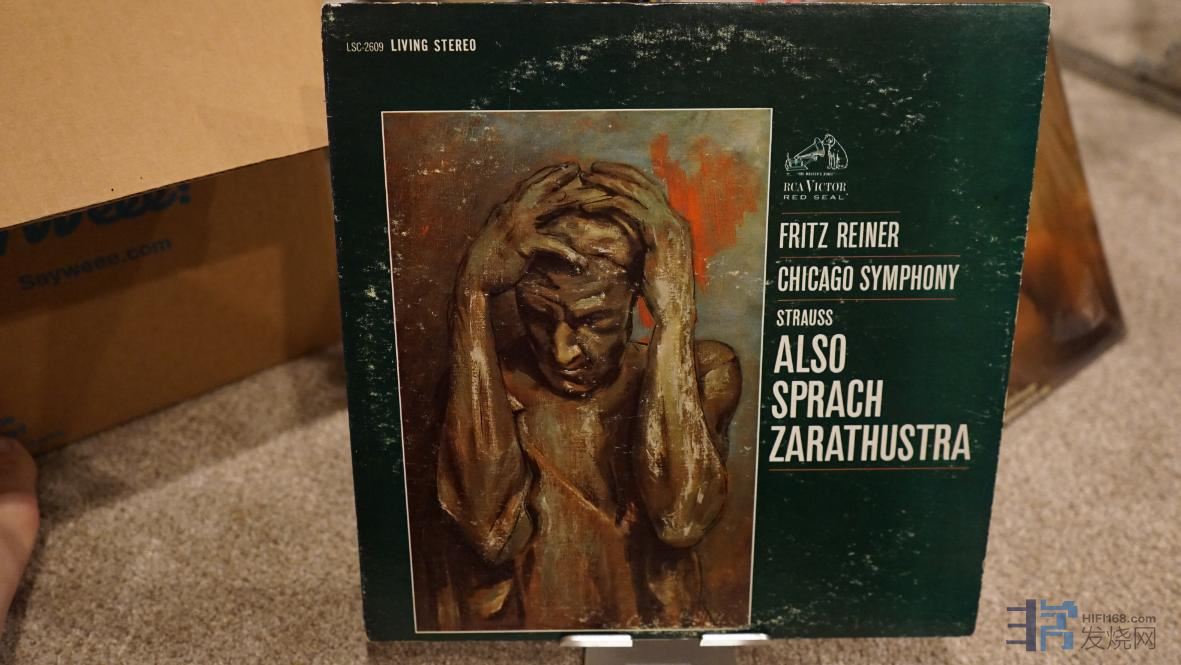 LSC-2609 LIVING STEREO
"HIS MASTER'S VOICE"
RCA VICTOR
RED SEAL
FRITZ REINER
CHICAGO SYMPHONY
STRAUSS
ALSO
SPRACH
ZARATHUSTRA
Sayweee.com
HIFI168.com
发烧网